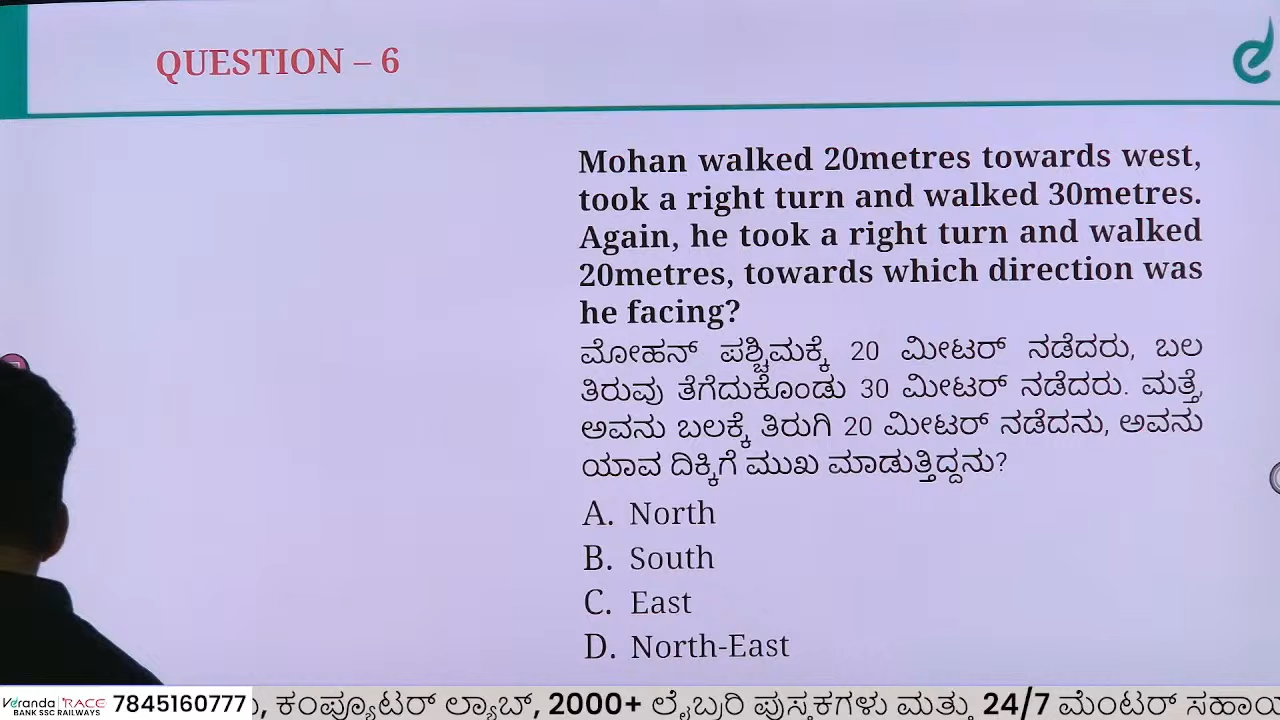 QUESTION – 6
Mohan walked 20metres towards west,
took a right turn and walked 30metres.
Again, he took a right turn and walked
20metres, towards which direction was
he facing?
ಮೋಹನ್ ಪಶ್ಚಿಮಕ್ಕೆ 20 ಮೀಟರ್ ನಡೆದರು, ಬಲ
ತಿರುವು ತೆಗೆದುಕೊಂಡು 30 ಮೀಟರ್ ನಡೆದರು. ಮತ್ತೆ,
ಅವನು ಬಲಕ್ಕೆ ತಿರುಗಿ 20 ಮೀಟರ್ ನಡೆದನು, ಅವನು
ಯಾವ ದಿಕ್ಕಿಗೆ ಮುಖ ಮಾಡುತ್ತಿದ್ದನು?
A. North
B. South
C. East
D. North-East
Veranda RACE
BANK SSC RAILWAYS
7845160777
, ಕಂಪ್ಯೂಟರ್ ಲ್ಯಾಬ್, 2000+ ಲೈಬ್ರರಿ ಪುಸ್ತಕಗಳು ಮತ್ತು 24/7 ಮೆಂಟರ್